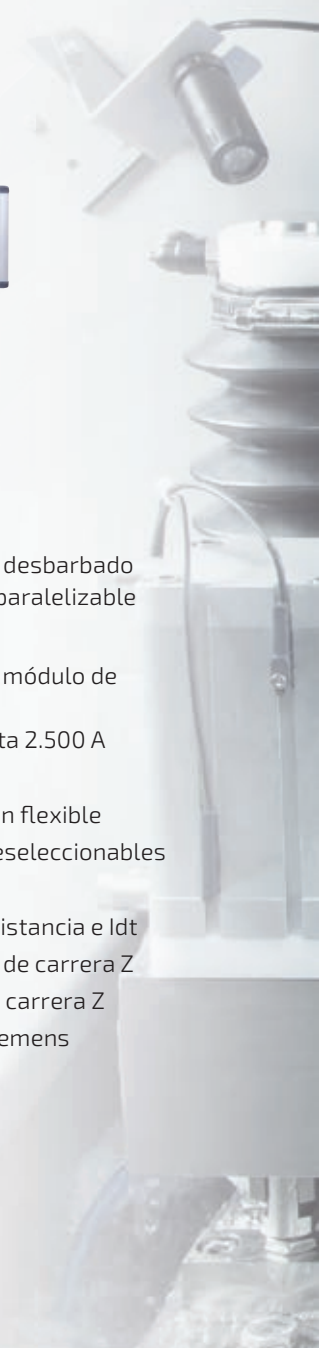 desbarbado
paralelizable
módulo de
ta 2.500 A
n flexible
eseleccionables
istancia e Idt
de carrera Z
carrera Z
emens